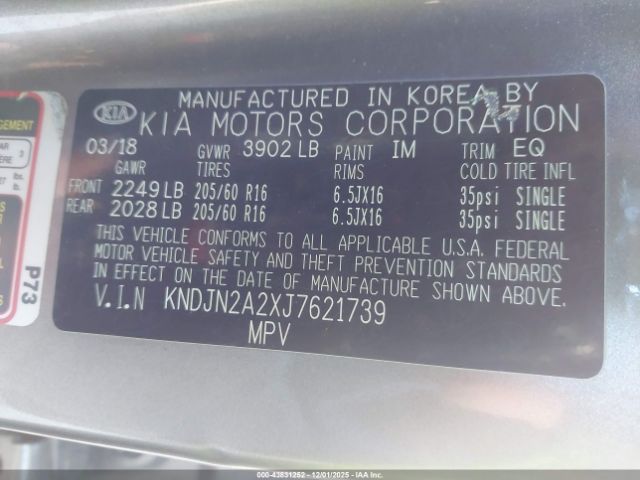 MANUFACTURED IN KOREA BY
KIA KIA MOTORS CORPORATION
03/18 GVWR 3902 LB PAINT IM TRIM EQ
GAWR TIRES RIMS COLD TIRE INFL
FRONT 2249 LB 205/60 R16 6.5JX16 35psi SINGLE
REAR 2028 LB 205/60 R16 6.5JX16 35psi SINGLE
THIS VEHICLE CONFORMS TO ALL APPLICABLE U.S.A. FEDERAL
MOTOR VEHICLE SAFETY AND THEFT PREVENTION STANDARDS
IN EFFECT ON THE DATE OF MANUFACTURE SHOWN ABOVE.
V.I.N KNDJN2A2XJ7621739
MPV
P73
IAAI 43831252 - 12/01/2025 - COPART